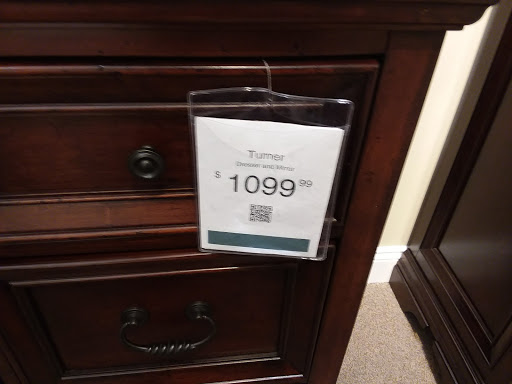 Turner
Dresser and Mirror
$ 1099 99